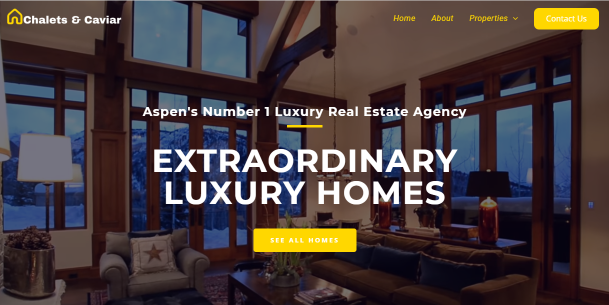 Chalets & Caviar
Home About Properties Contact Us
Aspen's Number 1 Luxury Real Estate Agency
EXTRAORDINARY
LUXURY HOMES
SEE ALL HOMES